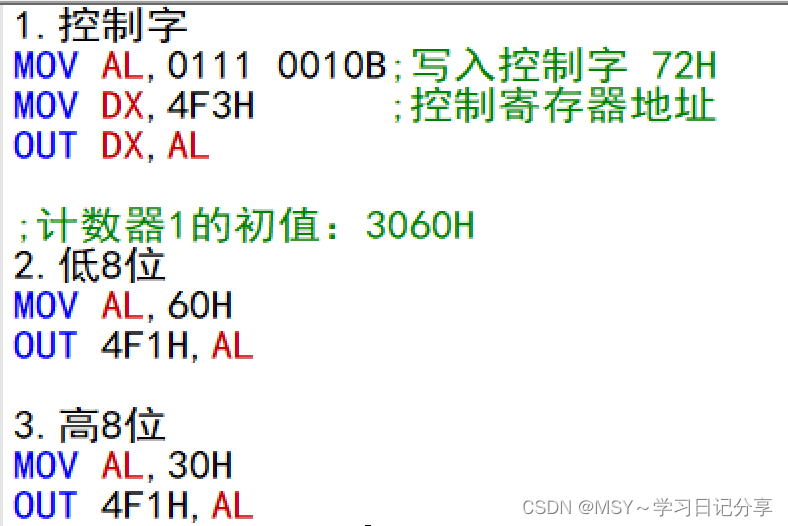 1.控制字
MOV AL,0111 0010B;写入控制字 72H
MOV DX,4F3H ;控制寄存器地址
OUT DX,AL
;计数器1的初值：3060H
2.低8位
MOV AL,60H
OUT 4F1H,AL
3.高8位
MOV AL,30H
OUT 4F1H,AL
CSDN @MSY～学习日记分享